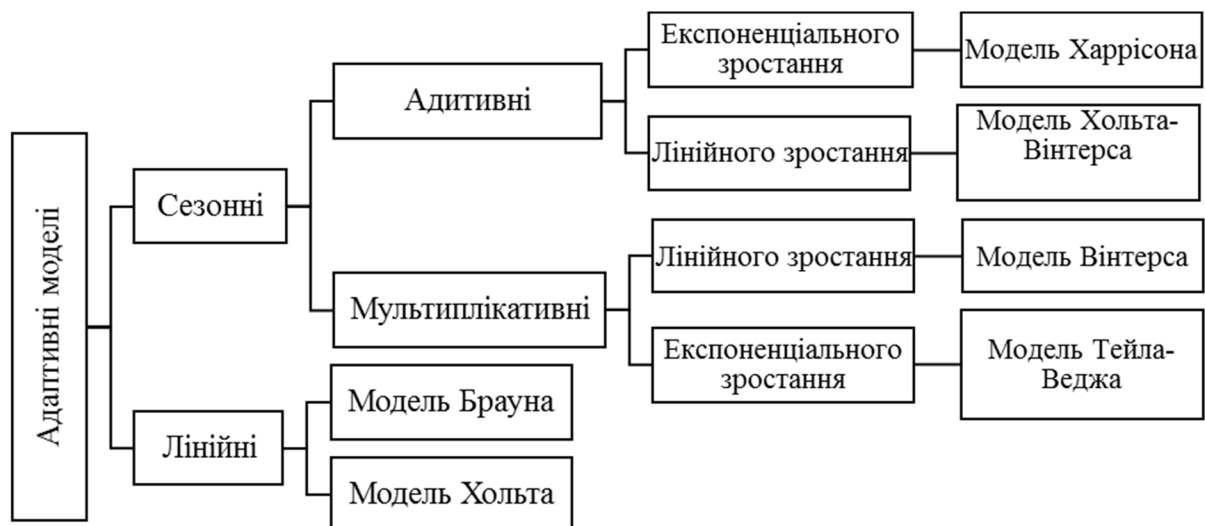 Адаптивні моделі
Сезонні
Адитивні
Експоненціального
зростання
Модель Харрісона
Лінійного зростання
Модель Хольта-
Вінтерса
Мультиплікативні
Лінійного зростання
Модель Вінтерса
Експоненціального
зростання
Модель Тейла-
Веджа
Лінійні
Модель Брауна
Модель Хольта